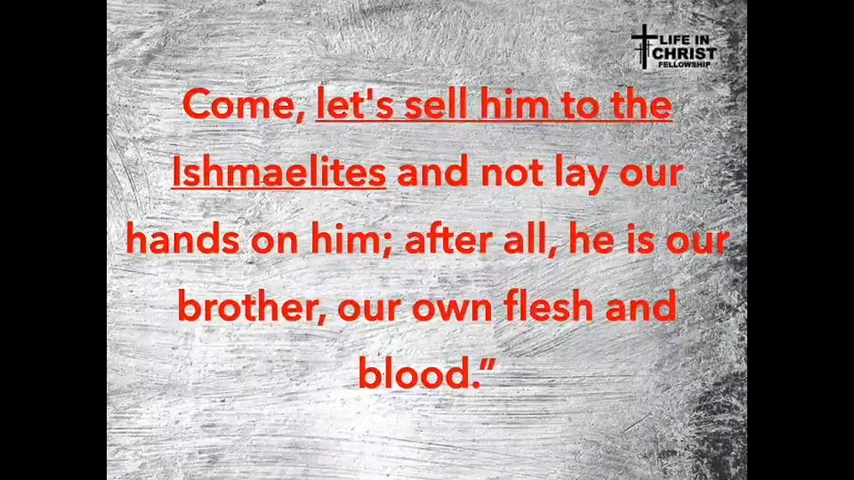 LIFE IN
CHRIST
FELLOWSHIP
Come, let's sell him to the
Ishmaelites and not lay our
hands on him; after all, he is our
brother, our own flesh and
blood.”